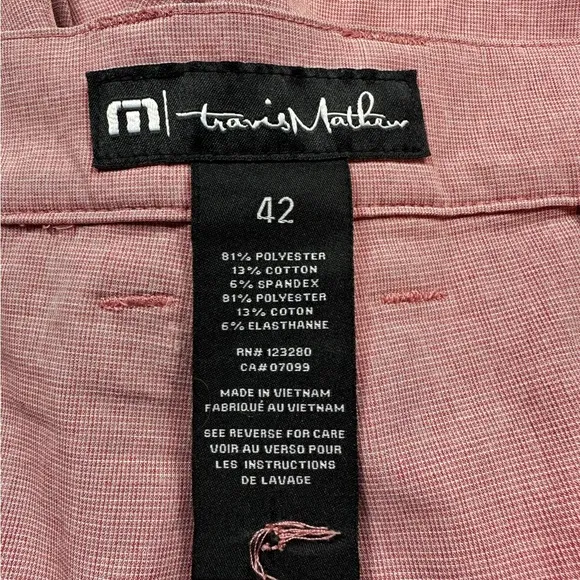 travisMathew
42
81% POLYESTER
13% COTTON
6% SPANDEX
81% POLYESTER
13% COTON
6% ELASTHANNE
RN# 123280
CA# 07099
MADE IN VIETNAM
FABRIQUÉ AU VIETNAM
SEE REVERSE FOR CARE
VOIR AU VERSO POUR
LES INSTRUCTIONS
DE LAVAGE